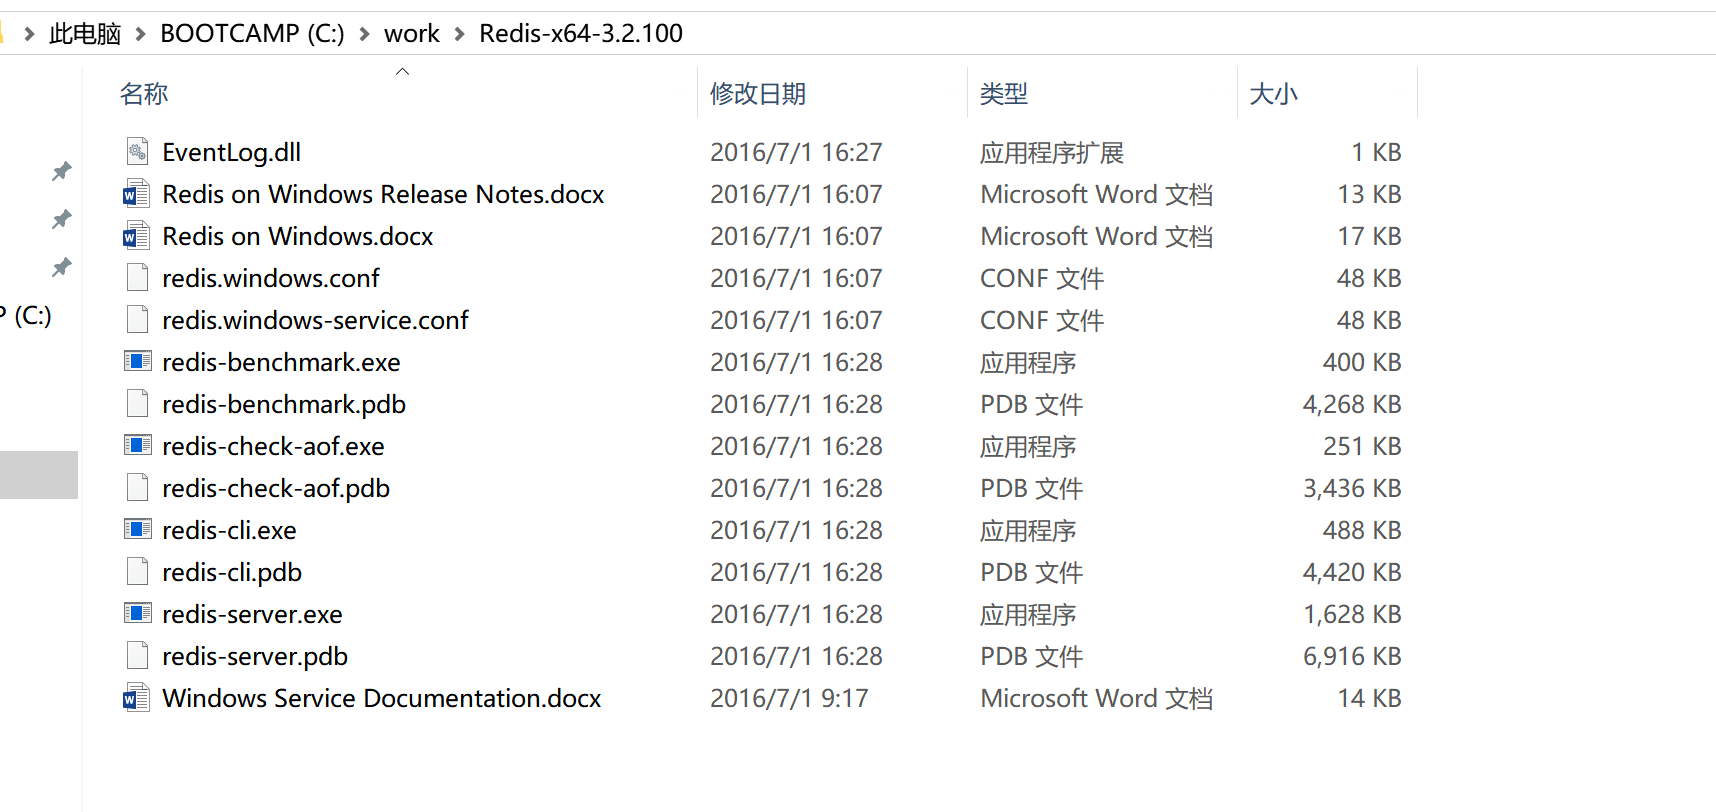 此电脑 BOOTCAMP (C:) work Redis-x64-3.2.100
名称 修改日期 类型 大小
EventLog.dll 2016/7/1 16:27 应用程序扩展 1 KB
Redis on Windows Release Notes.docx 2016/7/1 16:07 Microsoft Word 文档 13 KB
Redis on Windows.docx 2016/7/1 16:07 Microsoft Word 文档 17 KB
redis.windows.conf 2016/7/1 16:07 CONF 文件 48 KB
P (C:)
redis.windows-service.conf 2016/7/1 16:07 CONF 文件 48 KB
redis-benchmark.exe 2016/7/1 16:28 应用程序 400 KB
redis-benchmark.pdb 2016/7/1 16:28 PDB 文件 4,268 KB
redis-check-aof.exe 2016/7/1 16:28 应用程序 251 KB
redis-check-aof.pdb 2016/7/1 16:28 PDB 文件 3,436 KB
redis-cli.exe 2016/7/1 16:28 应用程序 488 KB
redis-cli.pdb 2016/7/1 16:28 PDB 文件 4,420 KB
redis-server.exe 2016/7/1 16:28 应用程序 1,628 KB
redis-server.pdb 2016/7/1 16:28 PDB 文件 6,916 KB
Windows Service Documentation.docx 2016/7/1 9:17 Microsoft Word 文档 14 KB